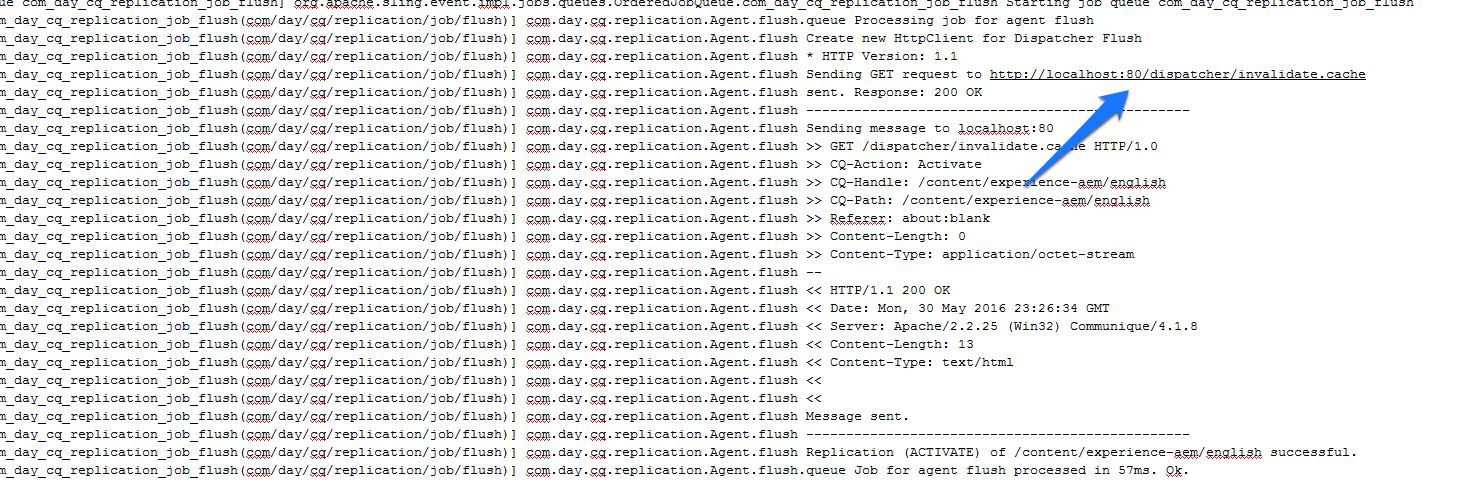 ue com_day_cq_replication_job_flush] org.apache.sling.event.impl.jobs.queues.OrderedJobQueue.com_day_cq_replication_job_flush Starting job queue com_day_cq_replication_job_flush
m_day_cq_replication_job_flush(com/day/cq/replication/job/flush)] com.day.cq.replication.Agent.flush.queue Processing job for agent flush
m_day_cq_replication_job_flush(com/day/cq/replication/job/flush)] com.day.cq.replication.Agent.flush Create new HttpClient for Dispatcher Flush
m_day_cq_replication_job_flush(com/day/cq/replication/job/flush)] com.day.cq.replication.Agent.flush * HTTP Version: 1.1
m_day_cq_replication_job_flush(com/day/cq/replication/job/flush)] com.day.cq.replication.Agent.flush Sending GET request to http://localhost:80/dispatcher/invalidate.cache
m_day_cq_replication_job_flush(com/day/cq/replication/job/flush)] com.day.cq.replication.Agent.flush sent. Response: 200 OK
m_day_cq_replication_job_flush(com/day/cq/replication/job/flush)] com.day.cq.replication.Agent.flush ------------------------------------------------
m_day_cq_replication_job_flush(com/day/cq/replication/job/flush)] com.day.cq.replication.Agent.flush Sending message to localhost:80
m_day_cq_replication_job_flush(com/day/cq/replication/job/flush)] com.day.cq.replication.Agent.flush >> GET /dispatcher/invalidate.cache HTTP/1.0
m_day_cq_replication_job_flush(com/day/cq/replication/job/flush)] com.day.cq.replication.Agent.flush >> CQ-Action: Activate
m_day_cq_replication_job_flush(com/day/cq/replication/job/flush)] com.day.cq.replication.Agent.flush >> CQ-Handle: /content/experience-aem/english
m_day_cq_replication_job_flush(com/day/cq/replication/job/flush)] com.day.cq.replication.Agent.flush >> CQ-Path: /content/experience-aem/english
m_day_cq_replication_job_flush(com/day/cq/replication/job/flush)] com.day.cq.replication.Agent.flush >> Referer: about:blank
m_day_cq_replication_job_flush(com/day/cq/replication/job/flush)] com.day.cq.replication.Agent.flush >> Content-Length: 0
m_day_cq_replication_job_flush(com/day/cq/replication/job/flush)] com.day.cq.replication.Agent.flush >> Content-Type: application/octet-stream
m_day_cq_replication_job_flush(com/day/cq/replication/job/flush)] com.day.cq.replication.Agent.flush --
m_day_cq_replication_job_flush(com/day/cq/replication/job/flush)] com.day.cq.replication.Agent.flush << HTTP/1.1 200 OK
m_day_cq_replication_job_flush(com/day/cq/replication/job/flush)] com.day.cq.replication.Agent.flush << Date: Mon, 30 May 2016 23:26:34 GMT
m_day_cq_replication_job_flush(com/day/cq/replication/job/flush)] com.day.cq.replication.Agent.flush << Server: Apache/2.2.25 (Win32) Communique/4.1.8
m_day_cq_replication_job_flush(com/day/cq/replication/job/flush)] com.day.cq.replication.Agent.flush << Content-Length: 13
m_day_cq_replication_job_flush(com/day/cq/replication/job/flush)] com.day.cq.replication.Agent.flush << Content-Type: text/html
m_day_cq_replication_job_flush(com/day/cq/replication/job/flush)] com.day.cq.replication.Agent.flush <<
m_day_cq_replication_job_flush(com/day/cq/replication/job/flush)] com.day.cq.replication.Agent.flush <<
m_day_cq_replication_job_flush(com/day/cq/replication/job/flush)] com.day.cq.replication.Agent.flush Message sent.
m_day_cq_replication_job_flush(com/day/cq/replication/job/flush)] com.day.cq.replication.Agent.flush ------------------------------------------------
m_day_cq_replication_job_flush(com/day/cq/replication/job/flush)] com.day.cq.replication.Agent.flush Replication (ACTIVATE) of /content/experience-aem/english successful.
m_day_cq_replication_job_flush(com/day/cq/replication/job/flush)] com.day.cq.replication.Agent.flush.queue Job for agent flush processed in 57ms. Ok.